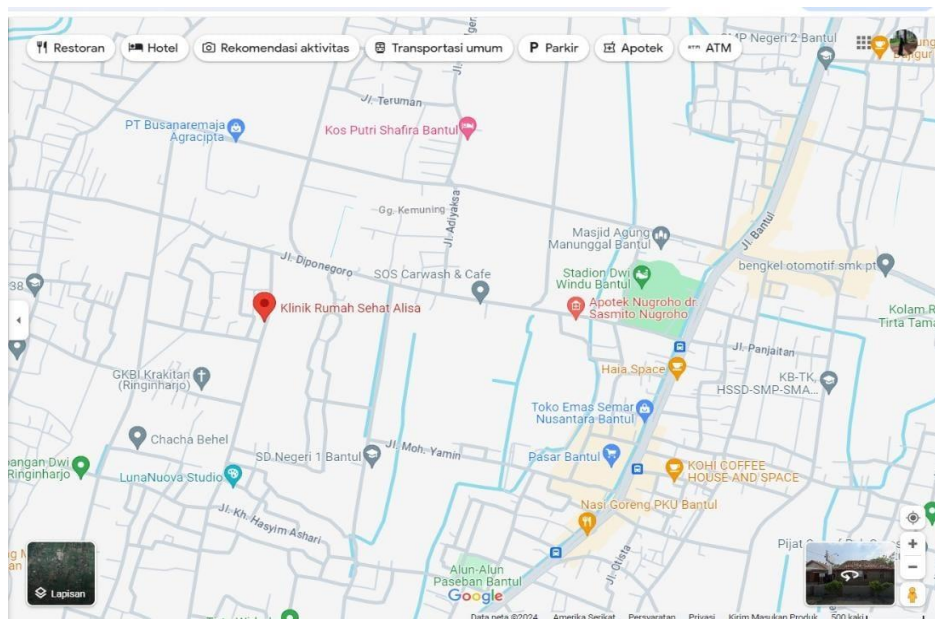 Restoran
Hotel
Rekomendasi aktivitas
Transportasi umum
P Parkir
Apotek
ATM
Negeri 2 Bantul
Jl. Teruman
PT Busanaremaja
Agracipta
Kos Putri Shafira Bantul
Gg. Kemuning
Jl. Adiyaksa
Masjid Agung
Manunggal Bantul
Jl. Bantul
Jl. Diponegoro
SOS Carwash & Cafe
Stadion Dwi
Windu Bantul
bengkel otomotif smk pt
Klinik Rumah Sehat Alisa
Apotek Nugroho dr
Sasmito Nugroho
Kolam R
Tirta Tama
Jl. Panjaitan
GKBI Krakitan
(Ringinharjo)
Haia Space
KB-TK,
HSSD-SMP-SMA...
Toko Emas Semar
Nusantara Bantul
Chacha Behel
Jl. Moh. Yamin
SD Negeri 1 Bantul
Pasar Bantul
pangan Dwi
Ringinharjo
LunaNuova Studio
KOHI COFFEE
HOUSE AND SPACE
Nasi Goreng PKU Bantul
Jl. Kh. Hasyim Ashari
Jl. Otista
Alun-Alun
Paseban Bantul
Lapisan
Google
Data peta ©2024 Amerika Serikat Persyaratan Privasi Kirim Masukan Produk 500 kaki